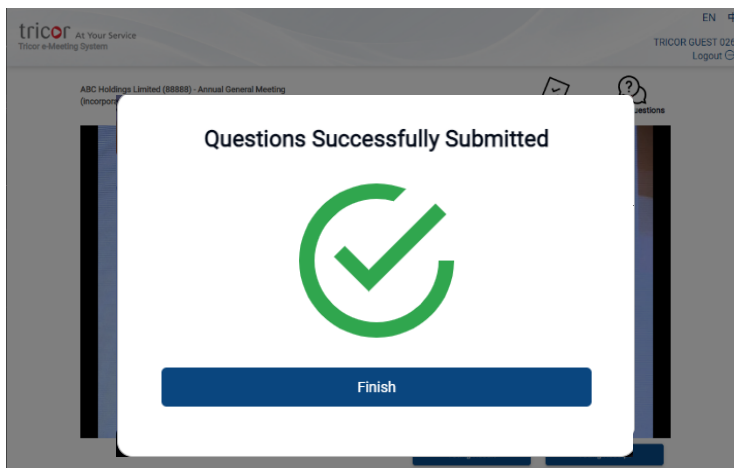 EN 中
tricor At Your Service
Tricor e-Meeting System
TRICOR GUEST 026
Logout
ABC Holdings Limited (88888) - Annual General Meeting
Questions Successfully Submitted
Finish